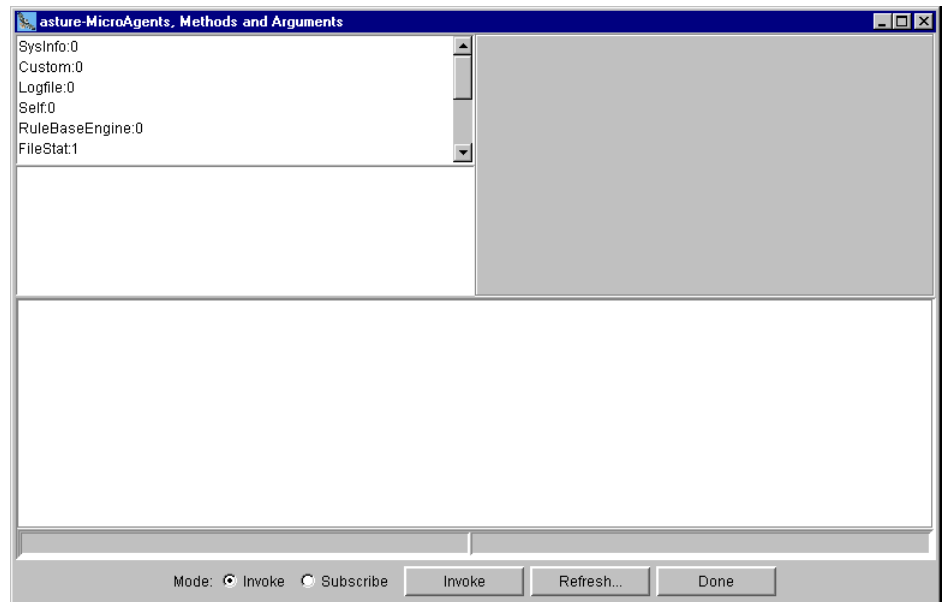 asture-MicroAgents, Methods and Arguments
SysInfo:0
Custom:0
Logfile:0
Self:0
RuleBaseEngine:0
FileStat:1
Mode: Invoke Subscribe Invoke Refresh... Done